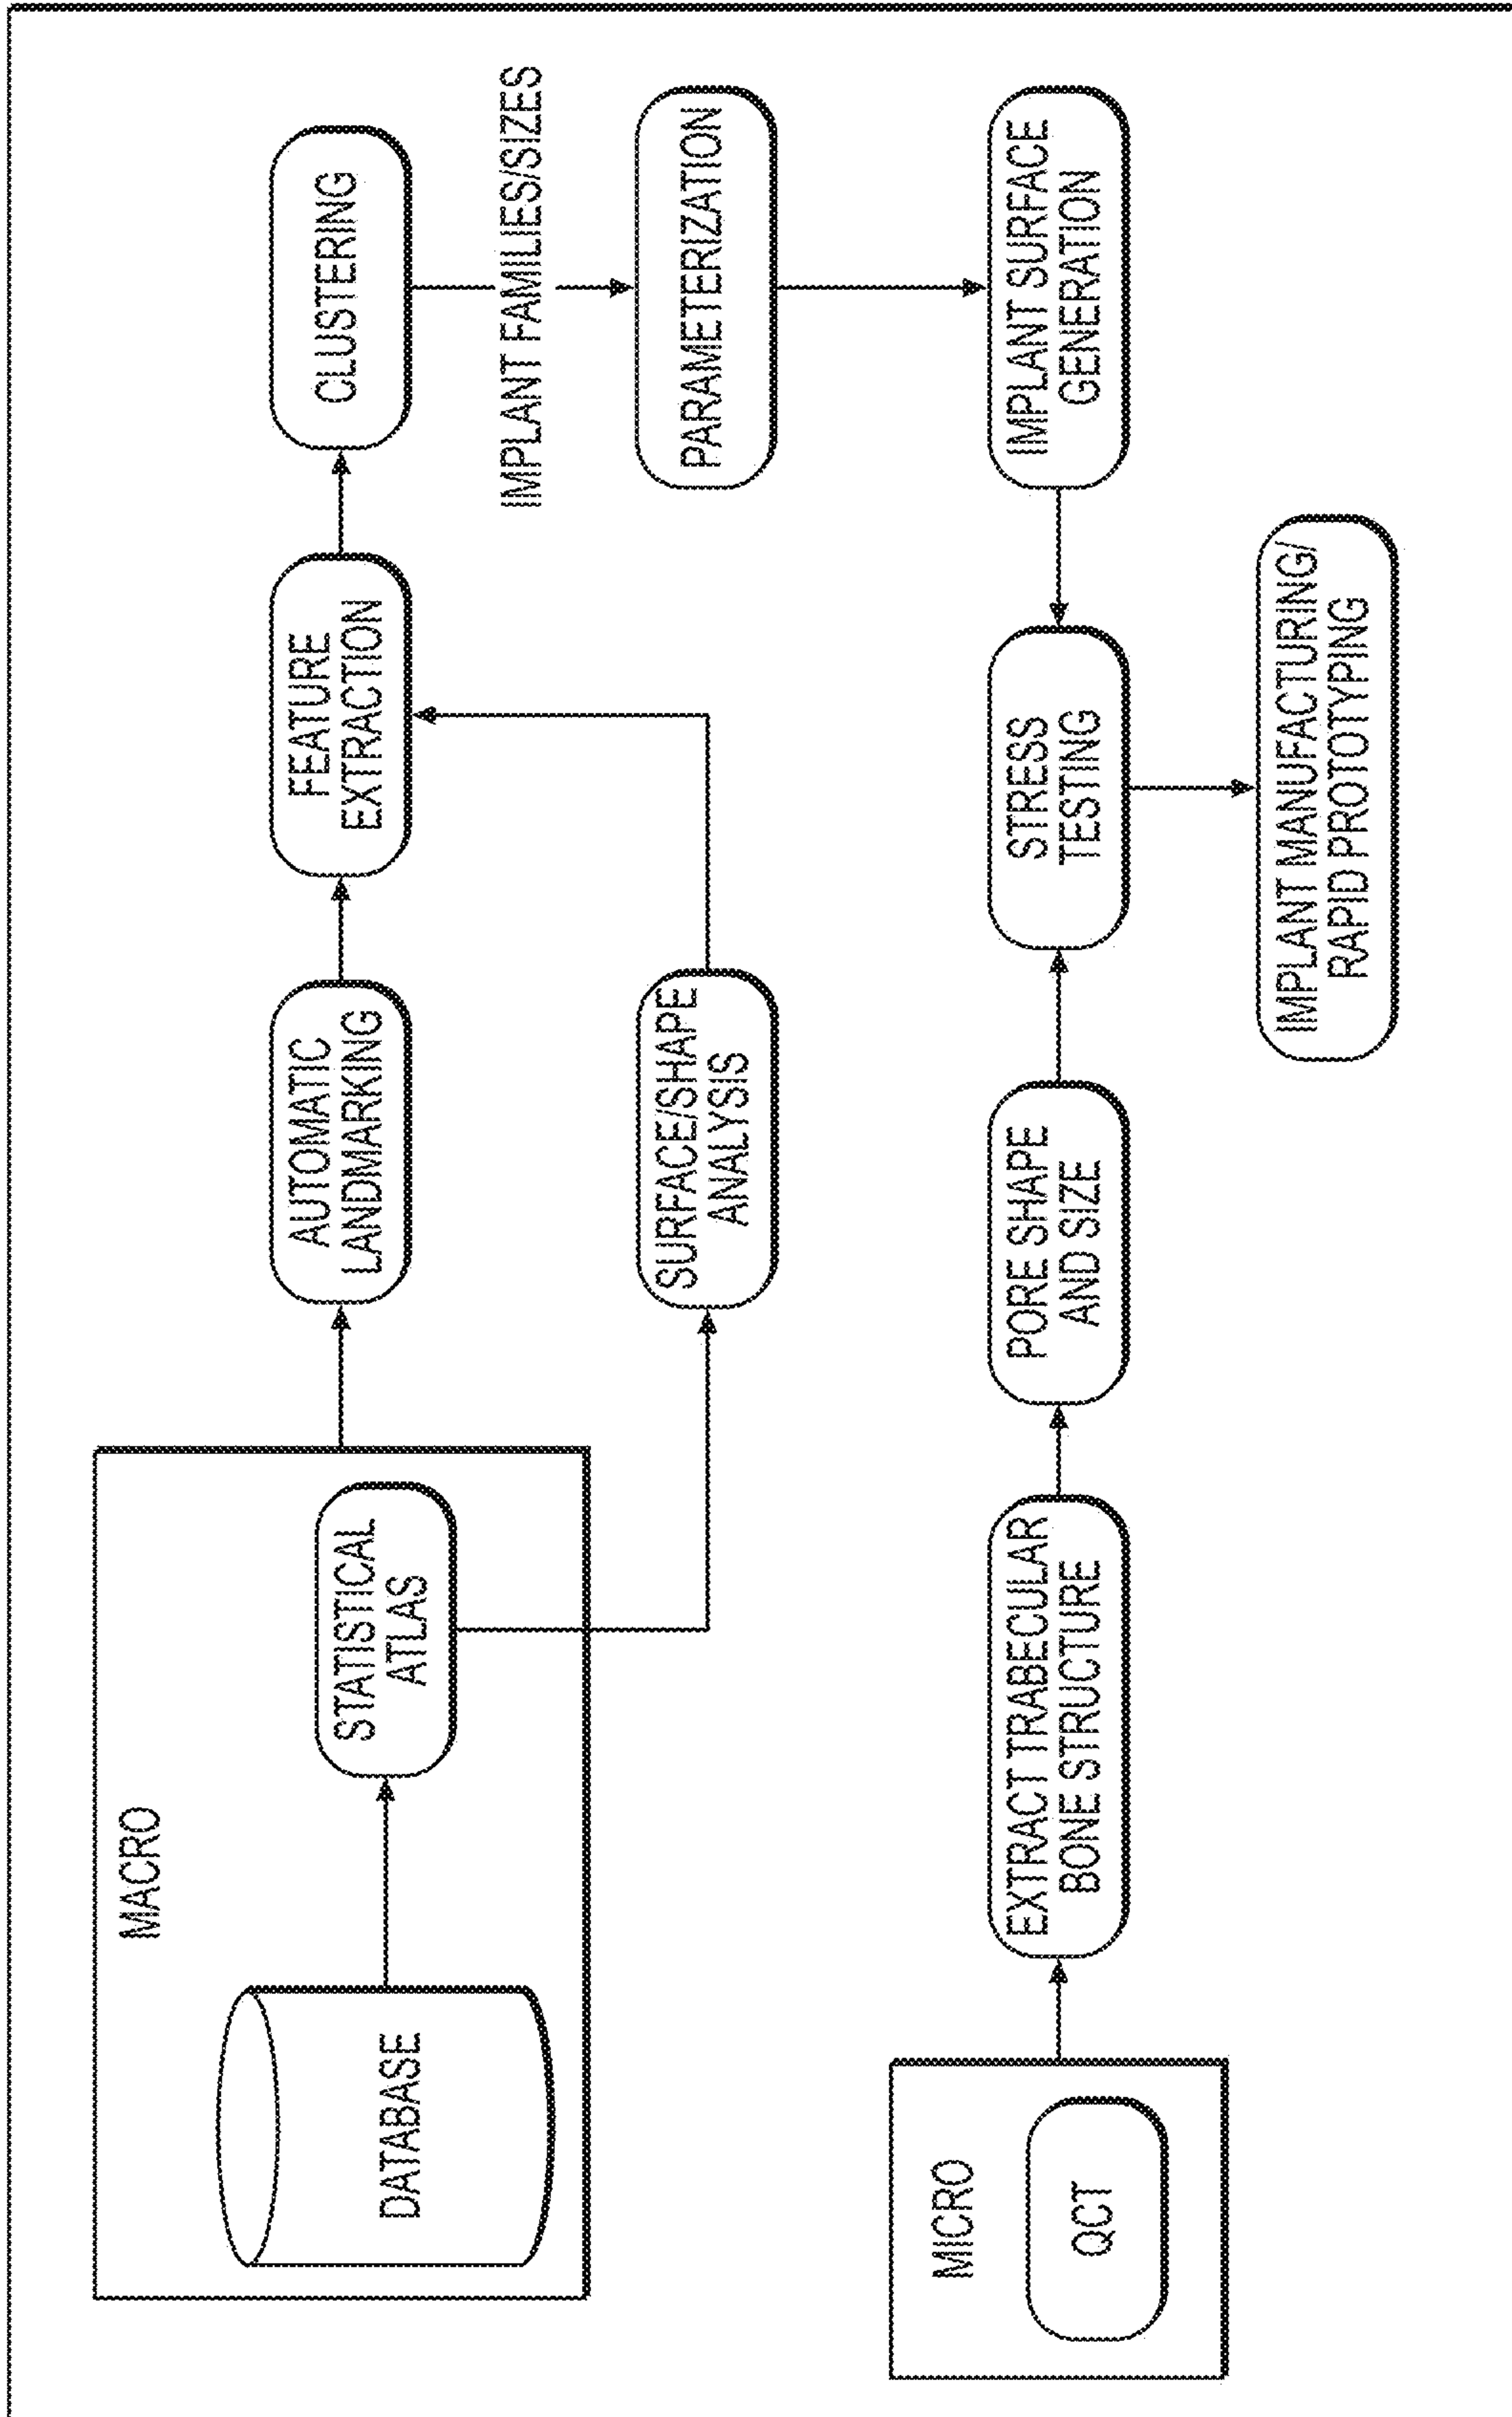 MACRO
DATABASE
STATISTICAL
ATLAS
AUTOMATIC
LANDMARKING
FEATURE
EXTRACTION
CLUSTERING
IMPLANT FAMILIES/SIZES
SURFACE/SHAPE
ANALYSIS
PARAMETERIZATION
MICRO
QCT
EXTRACT TRABECULAR
BONE STRUCTURE
PORE SHAPE
AND SIZE
STRESS
TESTING
IMPLANT SURFACE
GENERATION
IMPLANT MANUFACTURING/
RAPID PROTOTYPING